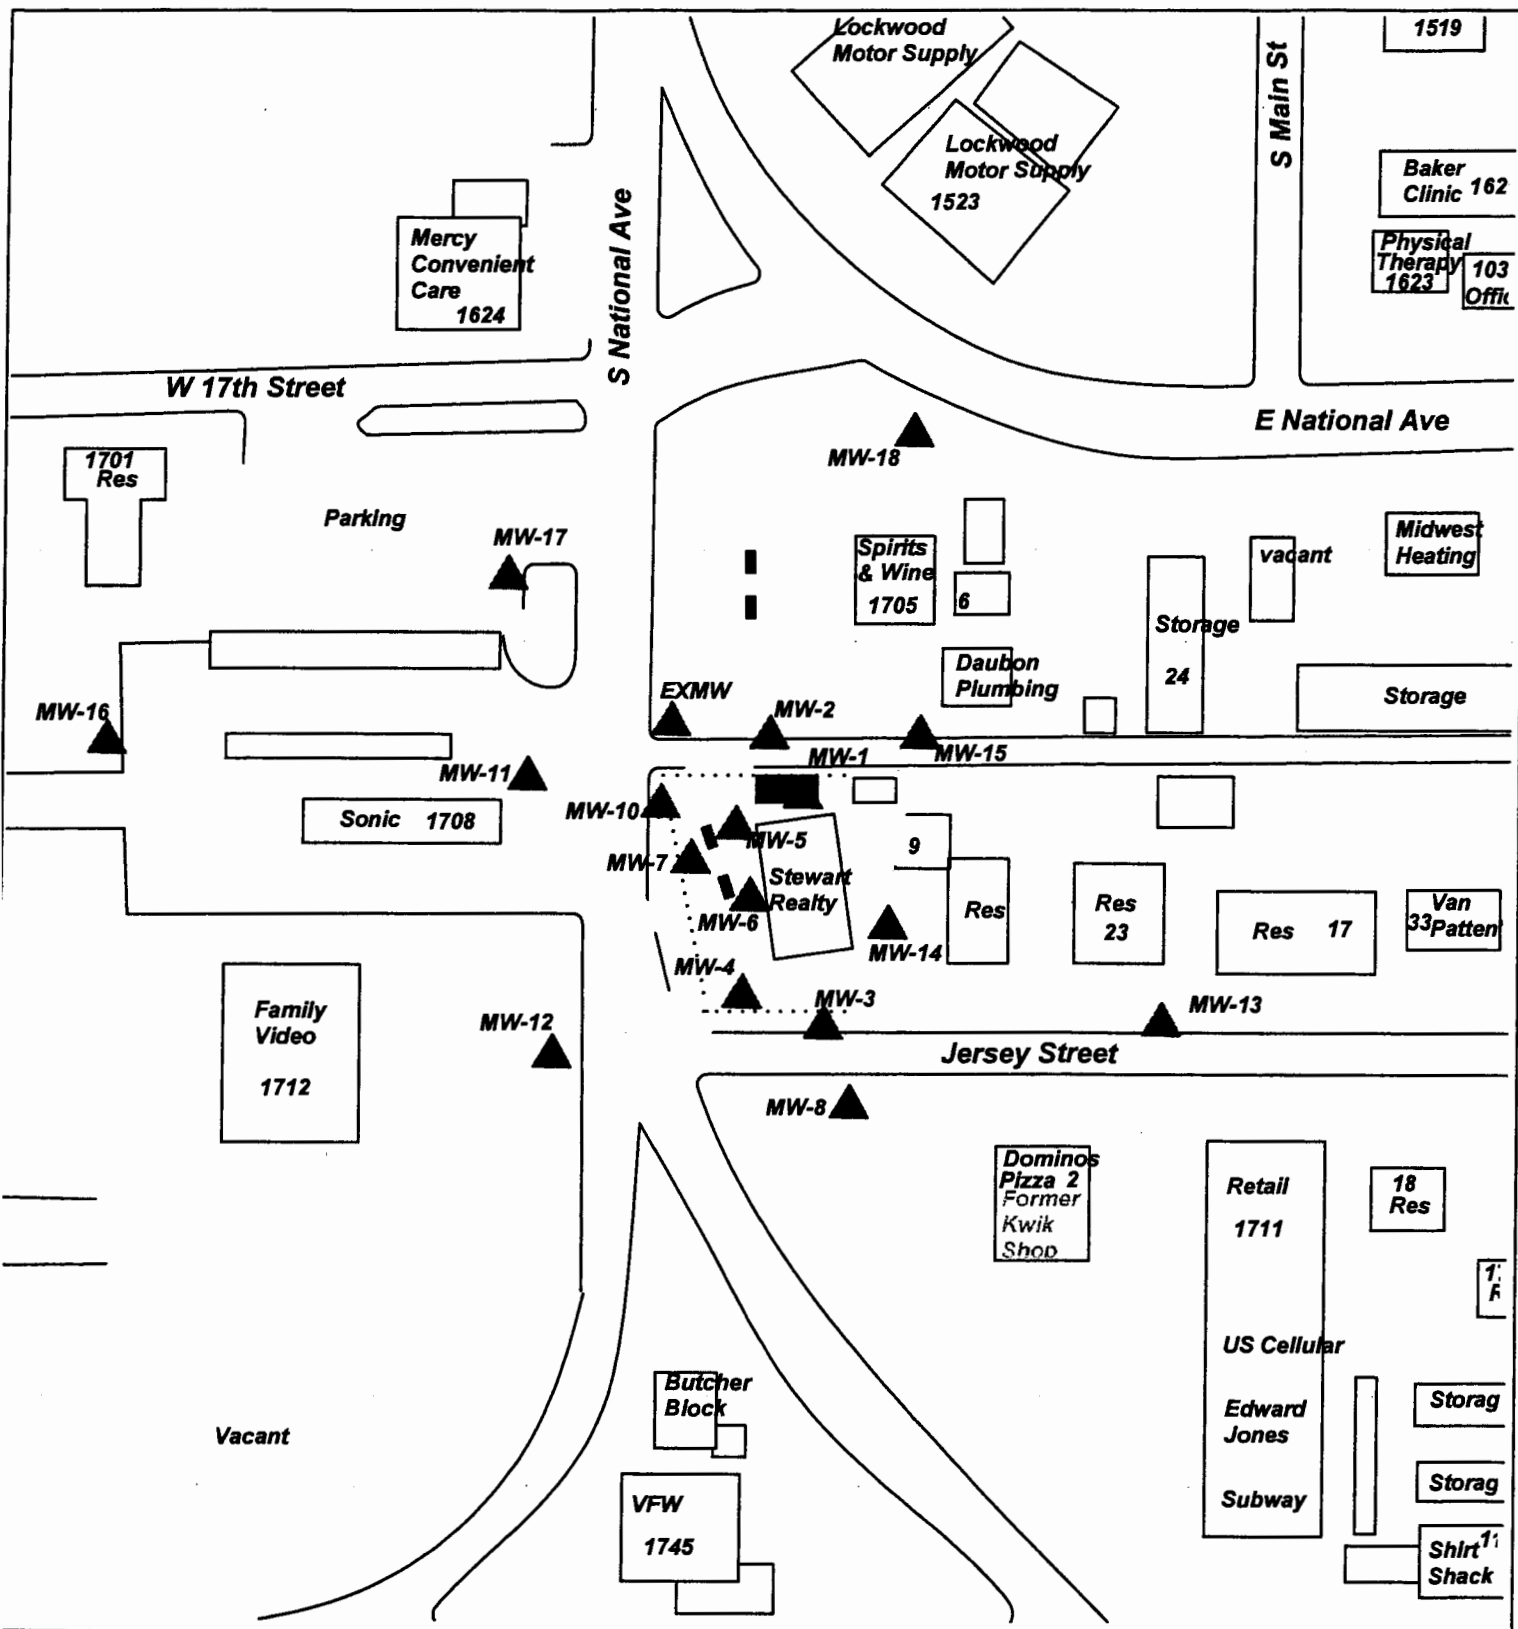 Lockwood
Motor Supply
1519
S Main St
Lockwood
Motor Supply
1523
Baker
Clinic 162
Physical
Therapy
1623
103
S National Ave
Mercy
Convenient
Care
1624
W 17th Street
E National Ave
MW-18
1701
Res
Parking
MW-17
Spirits
& Wine
1705
6
vacant
Midwest
Heating
Storage
24
Daubon
Plumbing
Storage
EXMW
MW-2
MW-16
MW-1
MW-15
MW-11
MW-10
Sonic 1708
MW-5
9
MW-7
Stewart
Realty
MW-6
Res
Res
23
Res 17
Van
33 Patten
MW-14
MW-4
MW-3
MW-13
Family
Video
1712
MW-12
Jersey Street
MW-8
Dominos
Pizza 2
Former
Kwik
Shop
Retail
1711
18
Res
US Cellular
Butcher
Block
Edward
Jones
Storag
Vacant
Subway
Storag
VFW
1745
Shirt
Shack